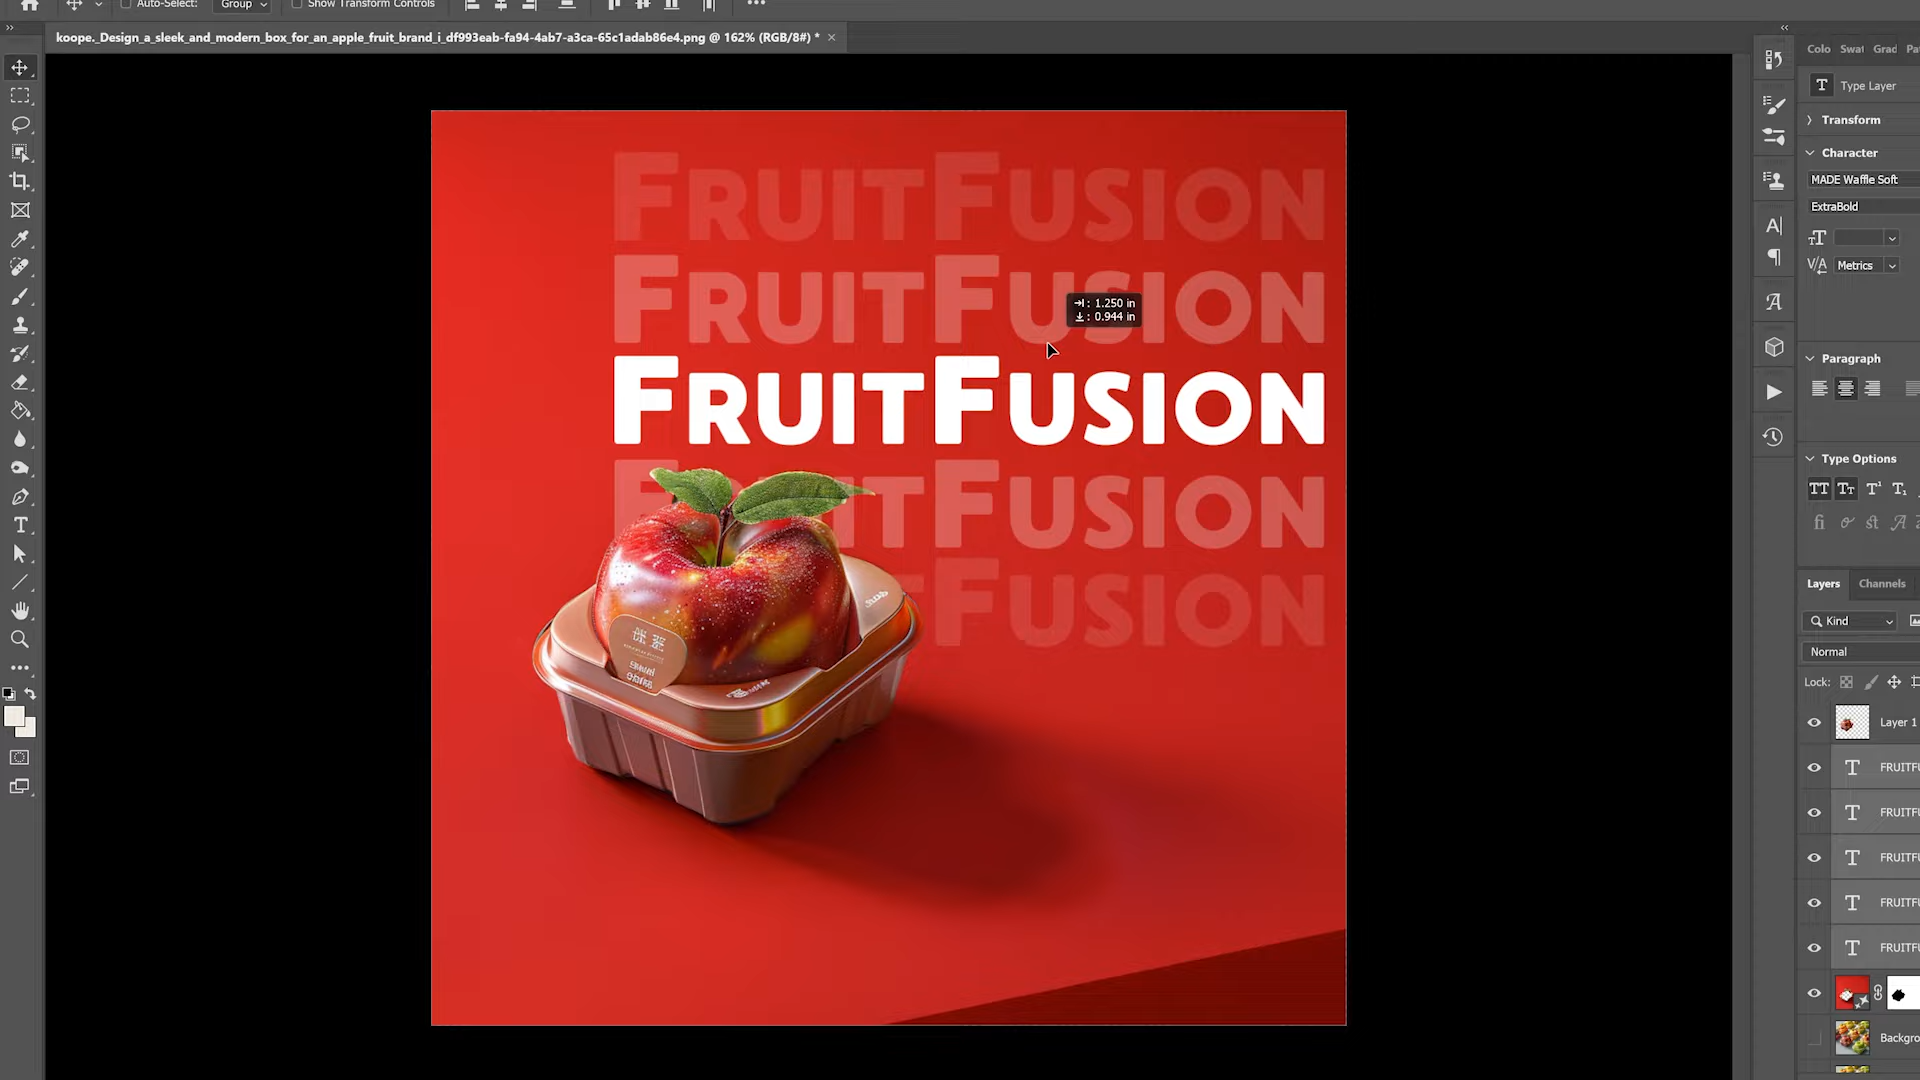 Auto-Select:
Group
Show Transform Controls
koope._Design_a_sleek_and_modern_box_for_an_apple_fruit_brand_i_df993eab-fa94-4ab7-a3ca-65c1adab86e4.png @ 162% (RGB/8#) *
Colo
Swat
Grad
Pa
Type Layer
Transform
Character
MADE Waffle Soft
ExtraBold
Metrics
Paragraph
Type Options
Layers
Channels
Kind
Normal
Lock:
Layer 1
FRUITFU
FRUITFU
FRUITFU
FRUITFU
FRUITFU
Backgro
FRUITFUSION
FRUITFUSION
: 1.250 in
: 0.944 in
FRUITFUSION
FUSION
FUSION